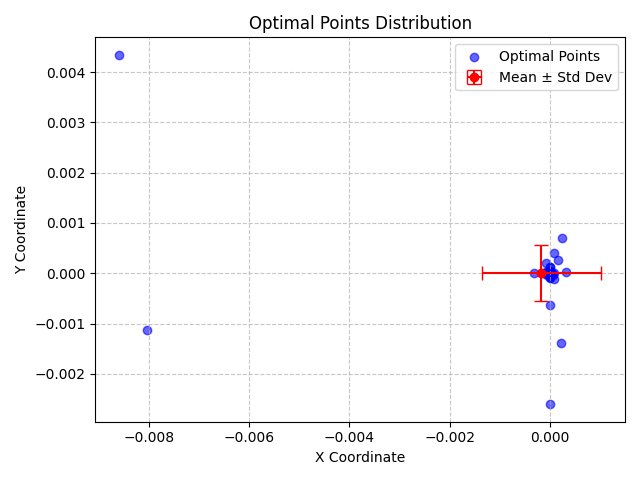 Optimal Points Distribution
Optimal Points
Mean ± Std Dev
Y Coordinate
0.004
0.003
0.002
0.001
0.000
−0.001
−0.002
−0.008
−0.006
−0.004
−0.002
0.000
X Coordinate